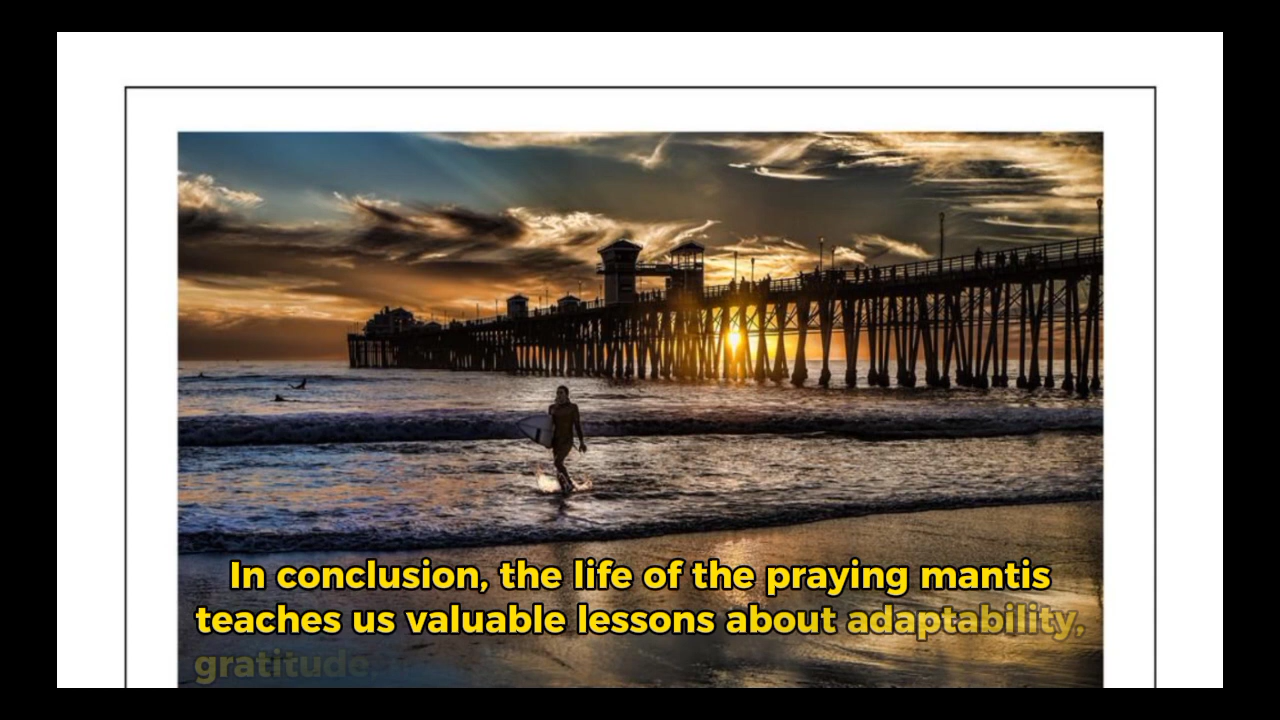 In conclusion, the life of the praying mantis
teaches us valuable lessons about adaptability,
gratitude,